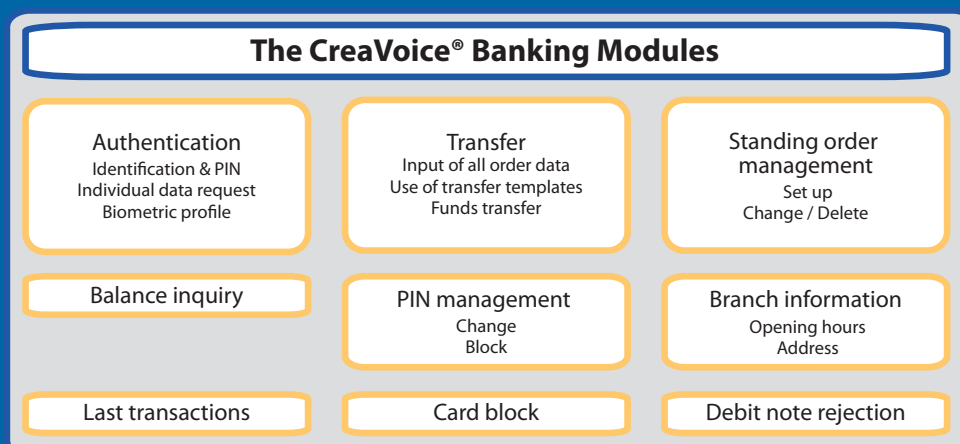 The CreaVoice® Banking Modules
Authentication
Identification & PIN
Individual data request
Biometric profile
Transfer
Input of all order data
Use of transfer templates
Funds transfer
Standing order
management
Set up
Change / Delete
Balance inquiry
PIN management
Change
Block
Branch information
Opening hours
Address
Last transactions
Card block
Debit note rejection